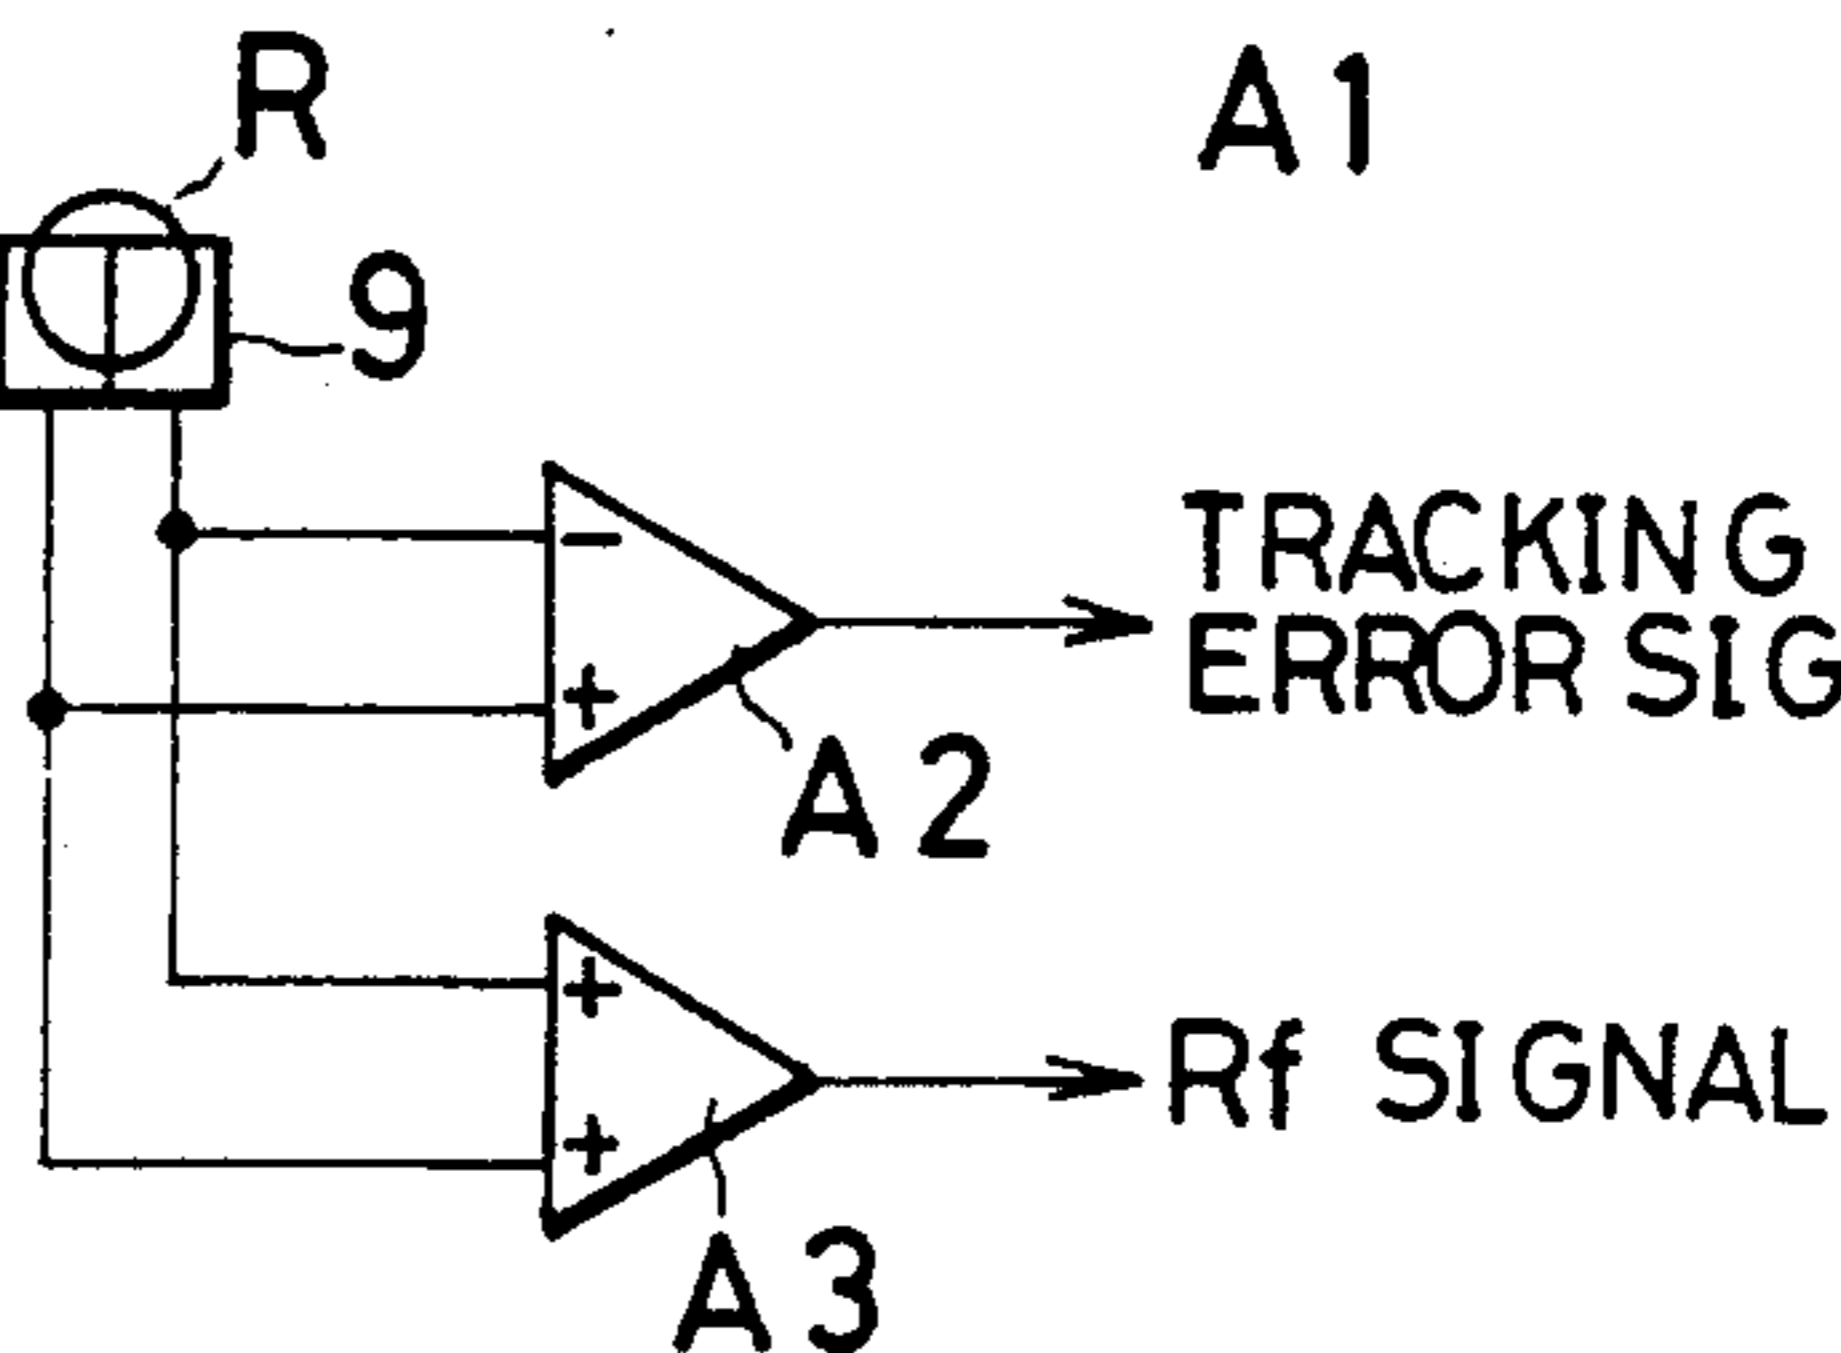 R
A1
9
-
TRACKING
ERROR SIG
+
A2
+
Rf SIGNAL
+
A3